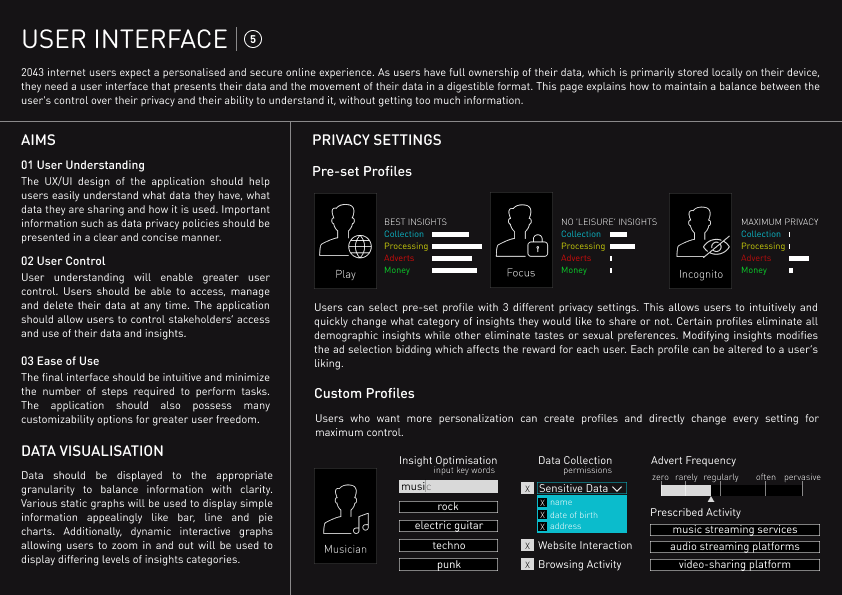 USER INTERFACE 5
2043 internet users expect a personalised and secure online experience. As users have full ownership of their data, which is primarily stored locally on their device,
they need a user interface that presents their data and the movement of their data in a digestible format. This page explains how to maintain a balance between the
user's control over their privacy and their ability to understand it, without getting too much information.
AIMS
01 User Understanding
The UX/UI design of the application should help
users easily understand what data they have, what
data they are sharing and how it is used. Important
information such as data privacy policies should be
presented in a clear and concise manner.
02 User Control
User understanding will enable greater user
control. Users should be able to access, manage
and delete their data at any time. The application
should allow users to control stakeholders' access
and use of their data and insights.
03 Ease of Use
The final interface should be intuitive and minimize
the number of steps required to perform tasks.
The application should also possess many
customizability options for greater user freedom.
DATA VISUALISATION
Data should be displayed to the appropriate
granularity to balance information with clarity.
Various static graphs will be used to display simple
information appealingly like bar, line and pie
charts. Additionally, dynamic interactive graphs
allowing users to zoom in and out will be used to
display differing levels of insights categories.
PRIVACY SETTINGS
Pre-set Profiles
Play
BEST INSIGHTS
Collection
Processing
Adverts
Money
Focus
NO 'LEISURE' INSIGHTS
Collection
Processing
Adverts
Money
Incognito
MAXIMUM PRIVACY
Collection
Processing
Adverts
Money
Users can select pre-set profile with 3 different privacy settings. This allows users to intuitively and
quickly change what category of insights they would like to share or not. Certain profiles eliminate all
demographic insights while other eliminate tastes or sexual preferences. Modifying insights modifies
the ad selection bidding which affects the reward for each user. Each profile can be altered to a user's
liking.
Custom Profiles
Users who want more personalization can create profiles and directly change every setting for
maximum control.
Musician
Insight Optimisation
input key words
music
rock
electric guitar
techno
punk
Data Collection
permissions
X Sensitive Data
X name
X date of birth
X address
X Website Interaction
X Browsing Activity
Advert Frequency
zero rarely regularly often pervasive
Prescribed Activity
music streaming services
audio streaming platforms
video-sharing platform